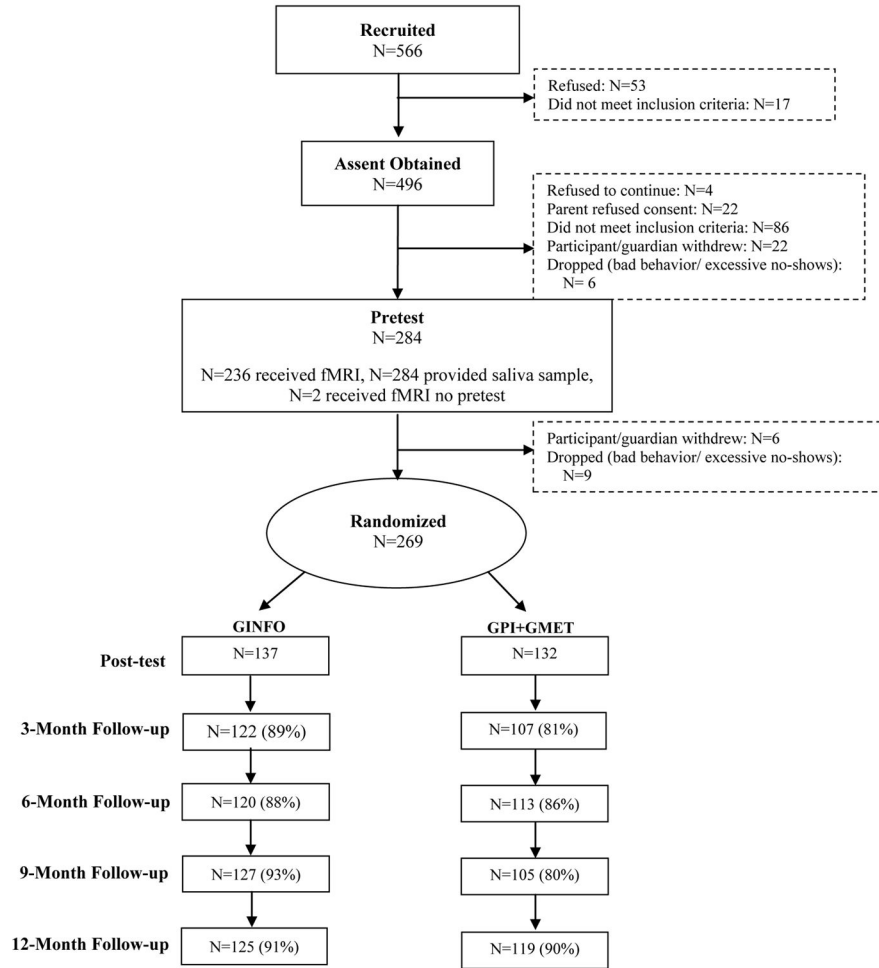 Recruited
N=566
Refused: N=53
Did not meet inclusion criteria: N=17
Assent Obtained
N=496
Refused to continue: N=4
Parent refused consent: N=22
Did not meet inclusion criteria: N=86
Participant/guardian withdrew: N=22
Dropped (bad behavior/ excessive no-shows):
N= 6
Pretest
N=284
N=236 received fMRI, N=284 provided saliva sample,
N=2 received fMRI no pretest
Participant/guardian withdrew: N=6
Dropped (bad behavior/ excessive no-shows):
N=9
Randomized
N=269
GINFO
GPI+GMET
Post-test
N=137
N=132
3-Month Follow-up
N=122 (89%)
N=107 (81%)
6-Month Follow-up
N=120 (88%)
N=113 (86%)
9-Month Follow-up
N=127 (93%)
N=105 (80%)
12-Month Follow-up
N=125 (91%)
N=119 (90%)